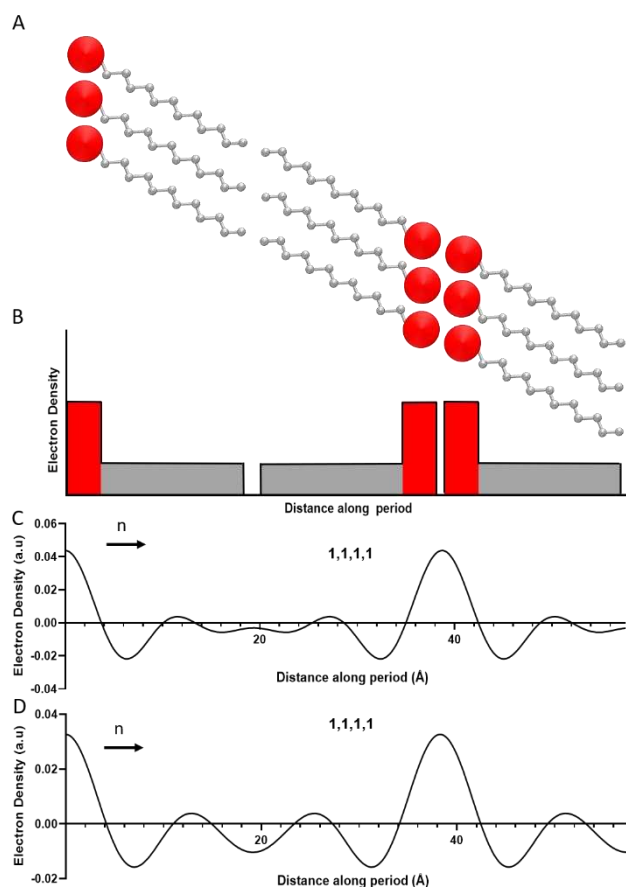 A
B
Electron Density
Distance along period
C
Electron Density (a.u)
0.06
0.04
0.02
0.00
-0.02
-0.04
n
1,1,1,1
20
40
Distance along period (Å)
D
Electron Density (a.u)
0.04
0.02
0.00
-0.02
n
1,1,1,1
20
40
Distance along period (Å)